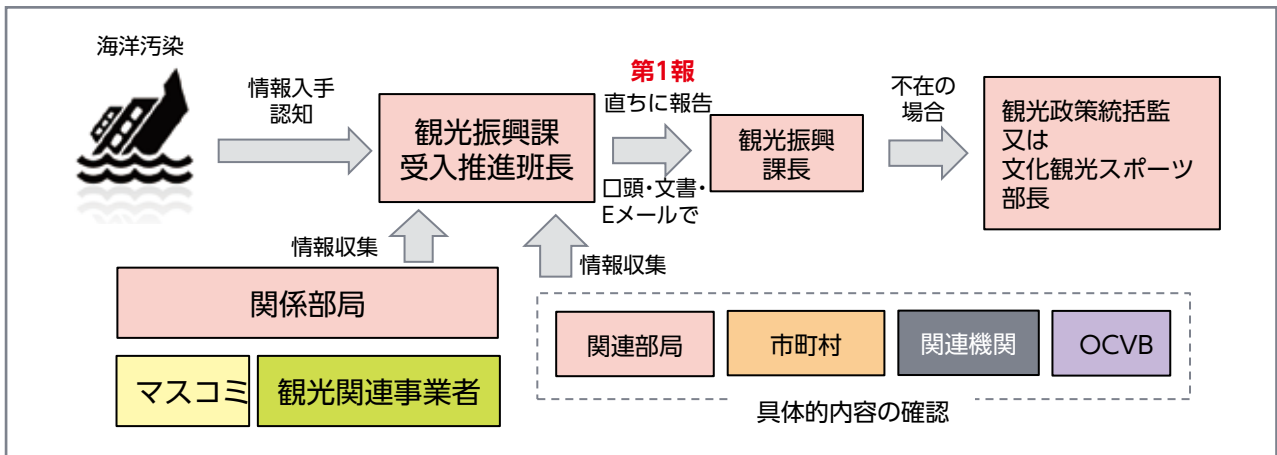 海洋汚染
情報入手
認知
観光振興課
受入推進班長
第1報
直ちに報告
口頭・文書・
Eメールで
観光振興
課長
不在の
場合
観光政策統括監
又は
文化観光スポーツ
部長
情報収集
情報収集
関係部局
マスコミ
観光関連事業者
関連部局
市町村
関連機関
OCVB
具体的内容の確認